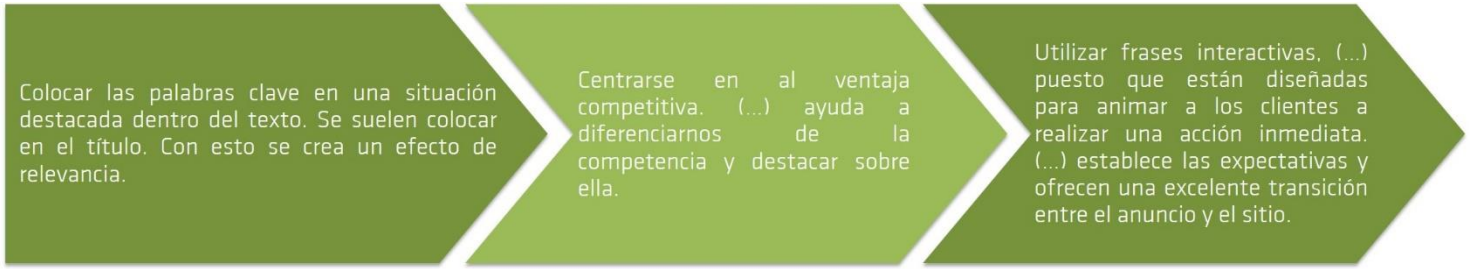 Colocar las palabras clave en una situación
destacada dentro del texto. Se suelen colocar
en el título. Con esto se crea un efecto de
relevancia.
Centrarse en al ventaja
competitiva. (...) ayuda a
diferenciarnos de la
competencia y destacar sobre
ella.
Utilizar frases interactivas, (...)
puesto que están diseñadas
para animar a los clientes a
realizar una acción inmediata.
(...) establece las expectativas y
ofrecen una excelente transición
entre el anuncio y el sitio.